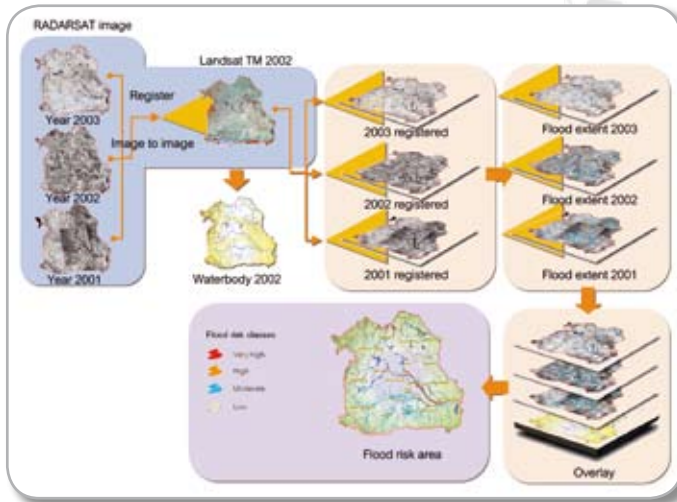 RADARSAT image
Landsat TM 2002
Register
Image to image
Year 2003
Year 2002
Year 2001
Waterbody 2002
2003 registered
2002 registered
2001 registered
Flood extent 2003
Flood extent 2002
Flood extent 2001
Flood risk classes
Very high
High
Moderate
Low
Flood risk area
Overlay